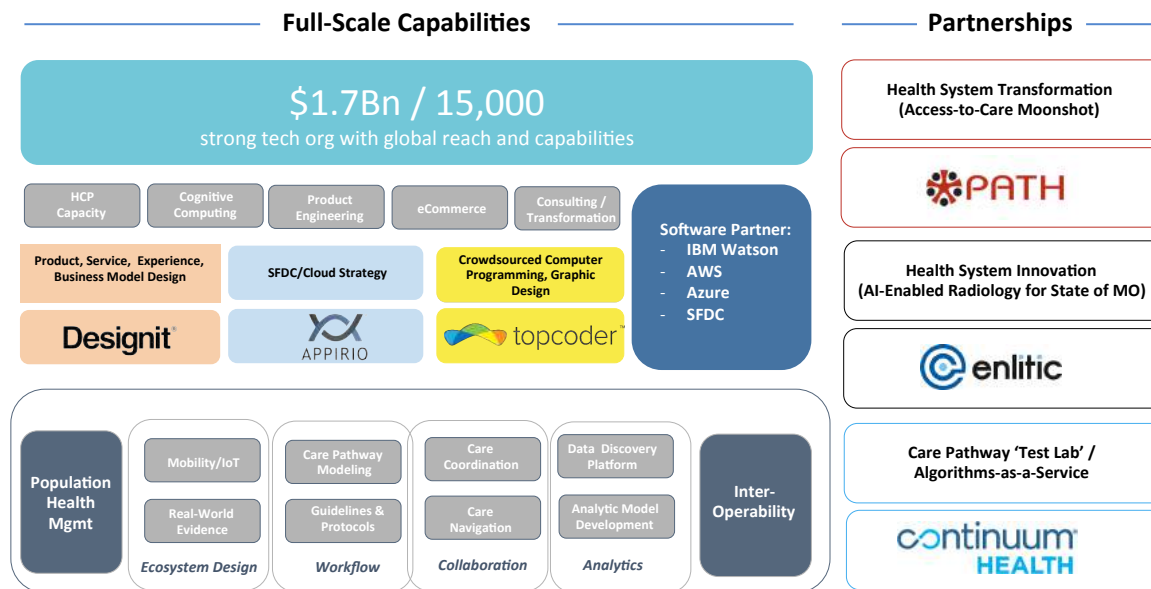 Full-Scale Capabilities
$1.7Bn / 15,000
strong tech org with global reach and capabilities
HCP
Capacity
Cognitive
Computing
Product
Engineering
eCommerce
Consulting /
Transformation
Product, Service, Experience,
Business Model Design
SFDC/Cloud Strategy
Crowdsourced Computer
Programming, Graphic
Design
Designit®
APPIRIO
topcoder™
Software Partner:
- IBM Watson
- AWS
- Azure
- SFDC
Population
Health
Mgmt
Mobility/IoT
Real-World
Evidence
Ecosystem Design
Care Pathway
Modeling
Guidelines &
Protocols
Workflow
Care
Coordination
Care
Navigation
Collaboration
Data Discovery
Platform
Analytic Model
Development
Analytics
Inter-
Operability
Partnerships
Health System Transformation
(Access-to-Care Moonshot)
PATH
Health System Innovation
(AI-Enabled Radiology for State of MO)
enlitic
Care Pathway ‘Test Lab’ /
Algorithms-as-a-Service
continuum
HEALTH